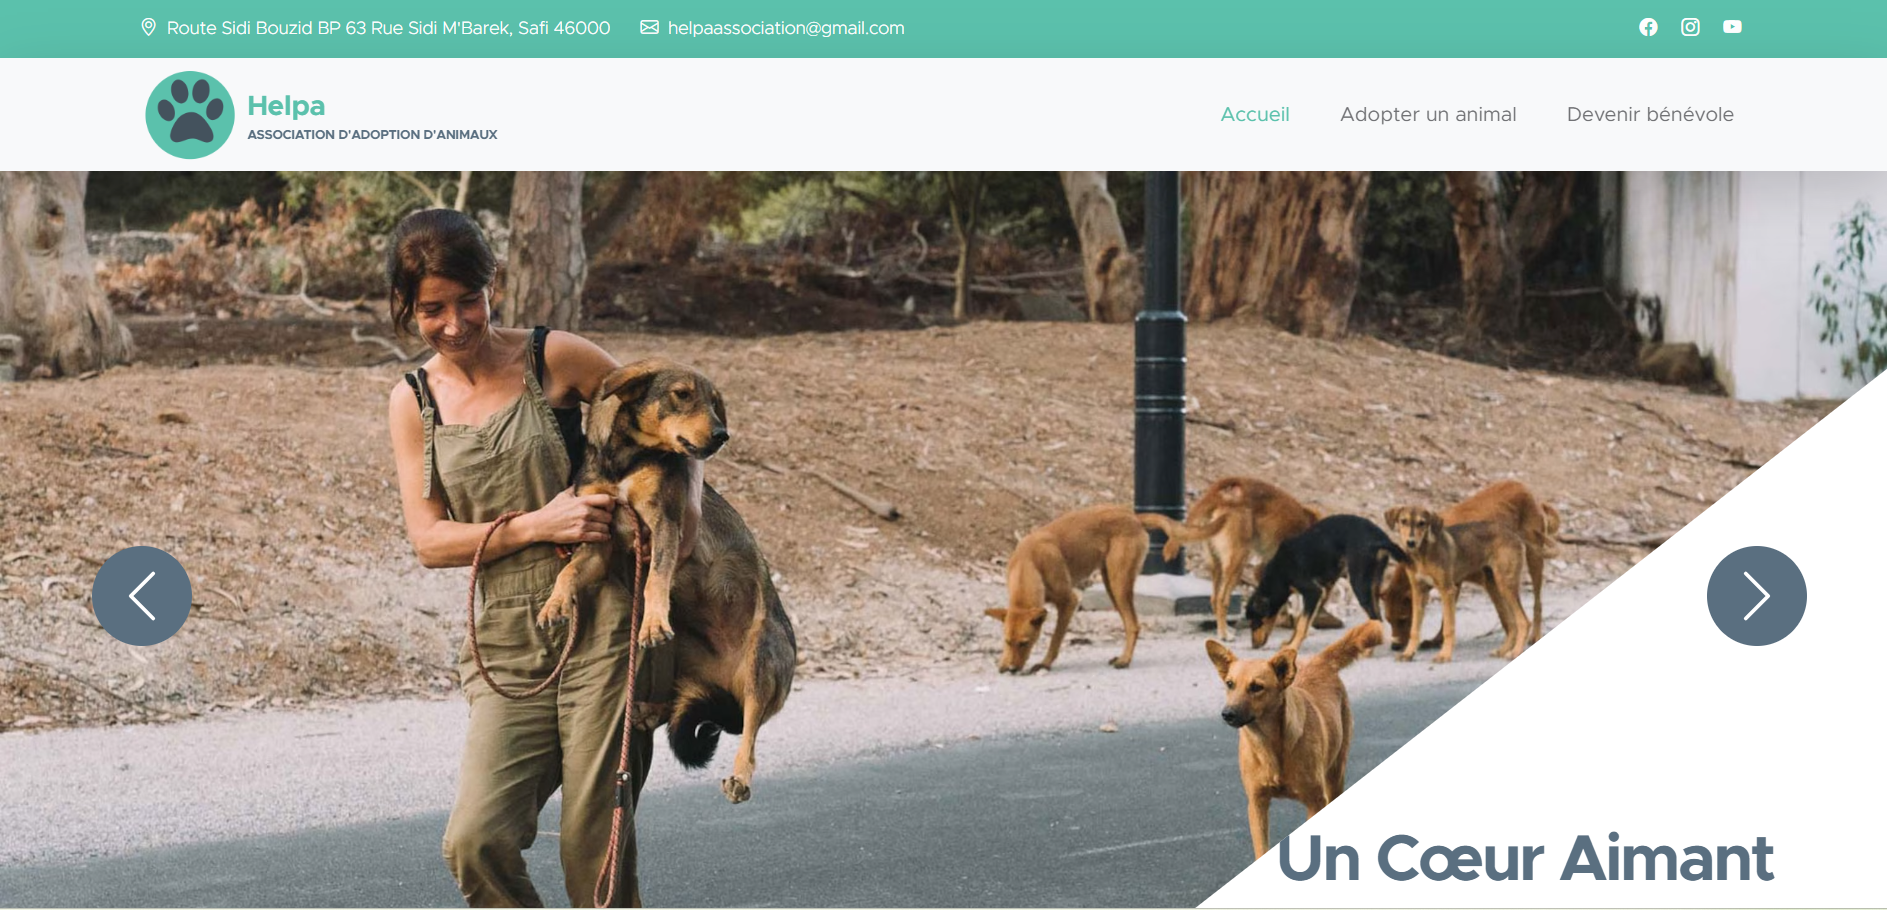 Route Sidi Bouzid BP 63 Rue Sidi M'Barek, Safi 46000
helpaassociation@gmail.com
Helpa
ASSOCIATION D'ADOPTION D'ANIMAUX
Accueil
Adopter un animal
Devenir bénévole
Un Cœur Aimant